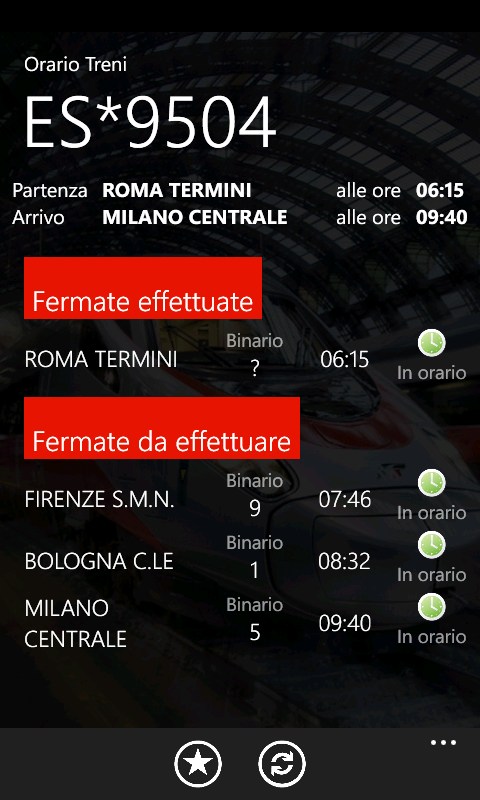 Orario Treni
ES*9504
Partenza ROMA TERMINI alle ore 06:15
Arrivo MILANO CENTRALE alle ore 09:40
Fermate effettuate
ROMA TERMINI Binario ? 06:15 In orario
Fermate da effettuare
FIRENZE S.M.N. Binario 9 07:46 In orario
BOLOGNA C.LE Binario 1 08:32 In orario
MILANO CENTRALE Binario 5 09:40 In orario